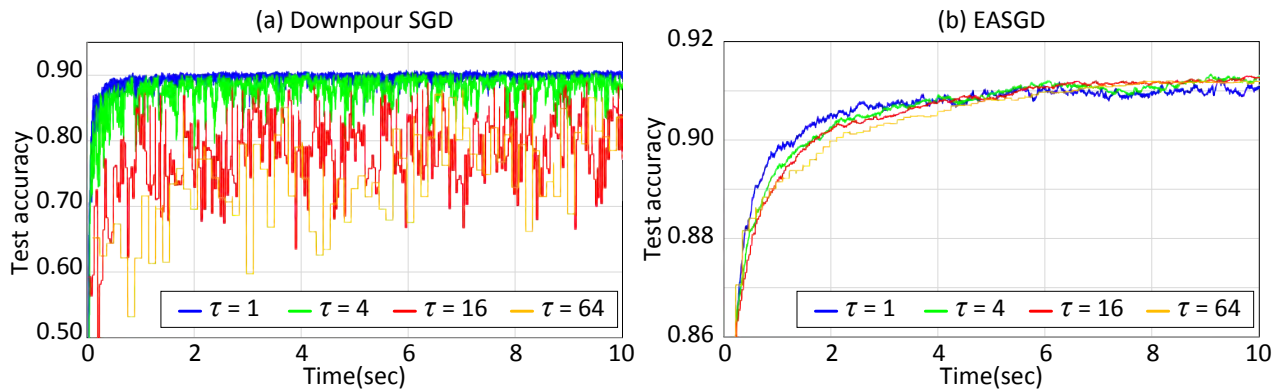 (a) Downpour SGD
Test accuracy
0.90
0.80
0.70
0.60
0.50
τ = 1
τ = 4
τ = 16
τ = 64
0
2
4
6
8
10
Time(sec)
(b) EASGD
Test accuracy
0.92
0.90
0.88
0.86
τ = 1
τ = 4
τ = 16
τ = 64
0
2
4
6
8
10
Time(sec)